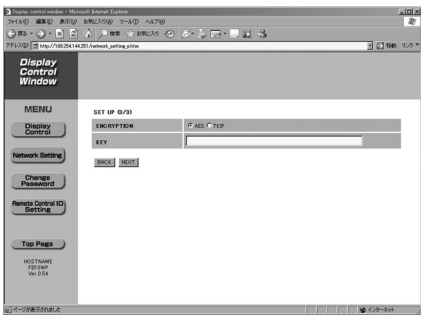 Display control window - Microsoft Internet Explorer
ファイル(F) 編集(E) 表示(V) お気に入り(A) ツール(T) ヘルプ(H)
戻る 検索 お気に入り
アドレス(D) 移動 リンク
Display
Control
Window
MENU
Display
Control
Network Setting
Change
Password
Remote Control ID
Setting
Top Page
HOSTNAME
Ver.0.54
SET UP (3/3)
ENCRYPTION AES TKIP
KEY
BACK NEXT
ページが表示されました インターネット